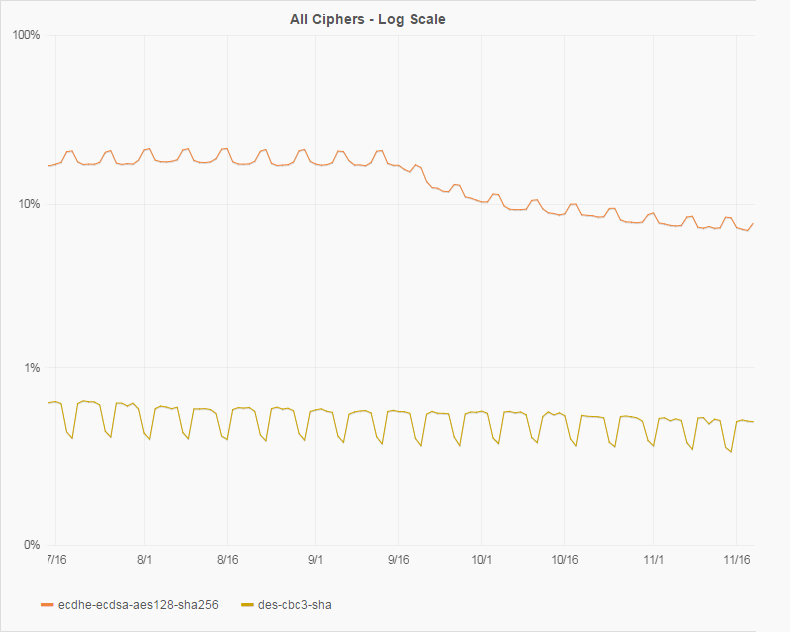 All Ciphers - Log Scale
100%
10%
1%
0%
7/16 8/1 8/16 9/1 9/16 10/1 10/16 11/1 11/16
ecdhe-ecdsa-aes128-sha256 des-cbc3-sha